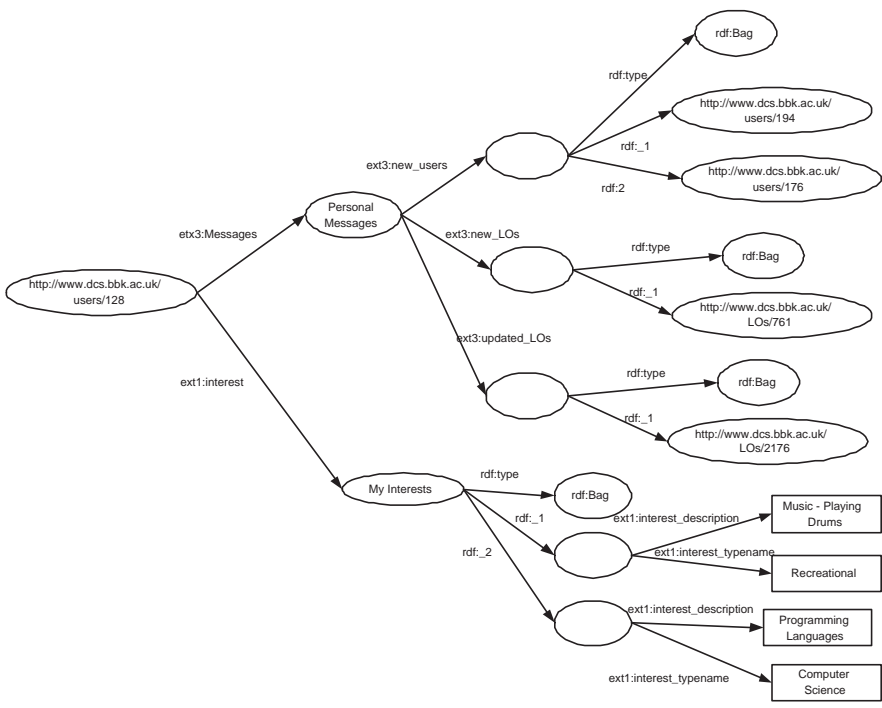 rdf:Bag
rdf:type
http://www.dcs.bbk.ac.uk/
users/194
rdf:_1
ext3:new_users
http://www.dcs.bbk.ac.uk/
users/176
rdf:2
Personal
Messages
etx3:Messages
ext3:new_LOs
rdf:type
rdf:Bag
http://www.dcs.bbk.ac.uk/
users/128
rdf:_1
http://www.dcs.bbk.ac.uk/
LOs/761
ext3:updated_LOs
rdf:type
rdf:Bag
ext1:interest
rdf:_1
http://www.dcs.bbk.ac.uk/
LOs/2176
My Interests
rdf:type
rdf:Bag
rdf:_1
ext1:interest_description
Music - Playing
Drums
rdf:_2
ext1:interest_typename
Recreational
ext1:interest_description
Programming
Languages
ext1:interest_typename
Computer
Science